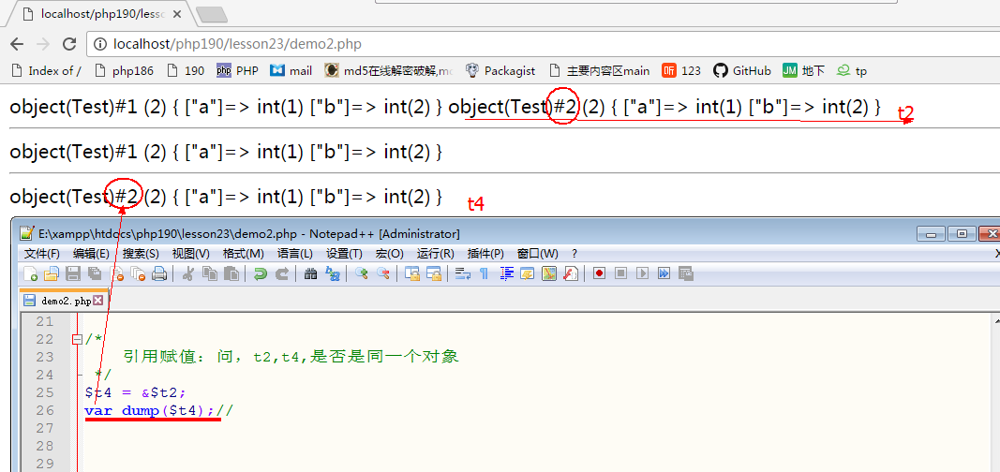 localhost/php190/lesso
localhost/php190/lesson23/demo2.php
Index of / php186 190 PHP mail md5在线解密破解,mc Packagist 主要内容区main 听 123 GitHub JM 地下 tp
object(Test)#1 (2) { ["a"]=> int(1) ["b"]=> int(2) } object(Test)#2 (2) { ["a"]=> int(1) ["b"]=> int(2) } t2
object(Test)#1 (2) { ["a"]=> int(1) ["b"]=> int(2) }
object(Test)#2 (2) { ["a"]=> int(1) ["b"]=> int(2) } t4
E:\xampp\htdocs\php190\lesson23\demo2.php - Notepad++ [Administrator]
文件(F) 编辑(E) 搜索(S) 视图(V) 格式(M) 语言(L) 设置(T) 宏(O) 运行(R) 插件(P) 窗口(W) ? X
demo2.php
21
22 /*
23 引用赋值：问，t2,t4,是否是同一个对象
24 */
25 $t4 = &$t2;
26 var_dump($t4);//
27
28
29